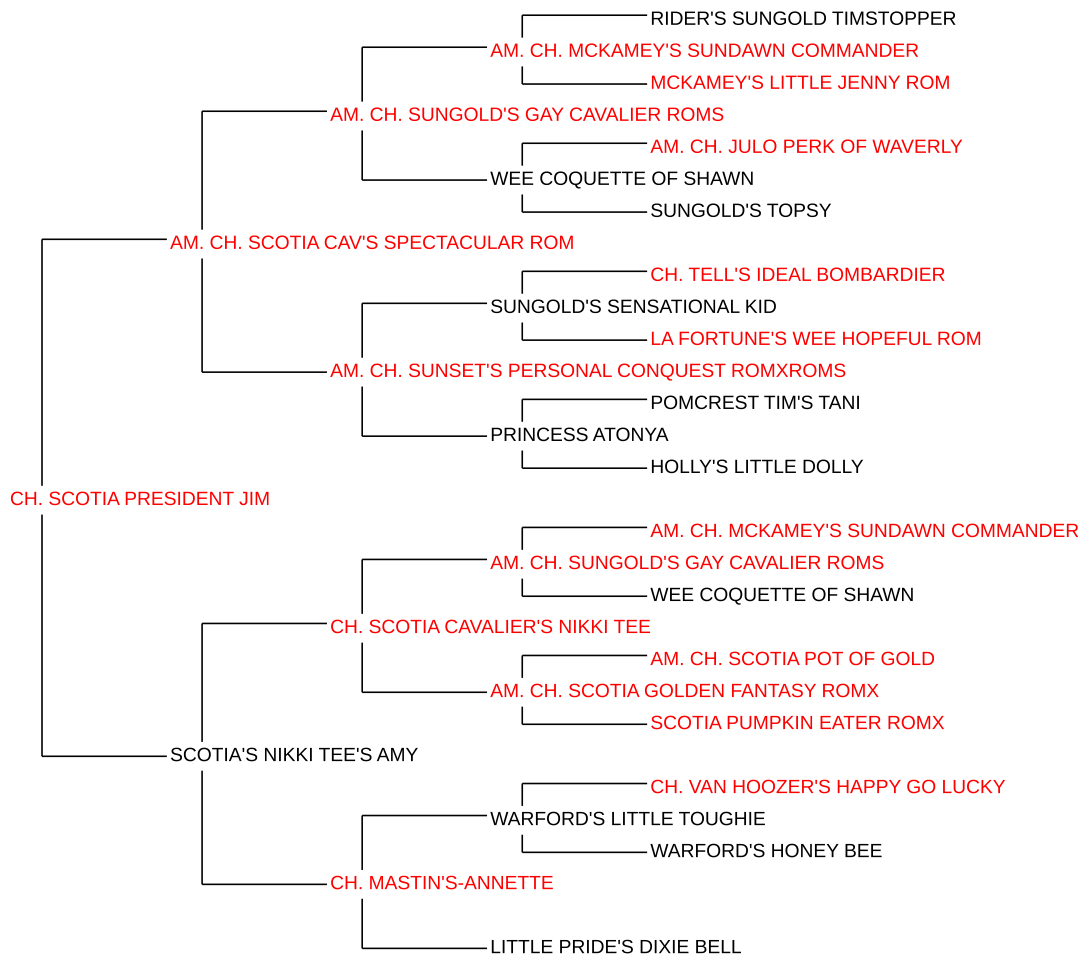 RIDER'S SUNGOLD TIMSTOPPER
AM. CH. MCKAMEY'S SUNDAWN COMMANDER
MCKAMEY'S LITTLE JENNY ROM
AM. CH. SUNGOLD'S GAY CAVALIER ROMS
AM. CH. JULO PERK OF WAVERLY
WEE COQUETTE OF SHAWN
SUNGOLD'S TOPSY
AM. CH. SCOTIA CAV'S SPECTACULAR ROM
CH. TELL'S IDEAL BOMBARDIER
SUNGOLD'S SENSATIONAL KID
LA FORTUNE'S WEE HOPEFUL ROM
AM. CH. SUNSET'S PERSONAL CONQUEST ROMXROMS
POMCREST TIM'S TANI
PRINCESS ATONYA
HOLLY'S LITTLE DOLLY
CH. SCOTIA PRESIDENT JIM
AM. CH. MCKAMEY'S SUNDAWN COMMANDER
AM. CH. SUNGOLD'S GAY CAVALIER ROMS
WEE COQUETTE OF SHAWN
CH. SCOTIA CAVALIER'S NIKKI TEE
AM. CH. SCOTIA POT OF GOLD
AM. CH. SCOTIA GOLDEN FANTASY ROMX
SCOTIA PUMPKIN EATER ROMX
SCOTIA'S NIKKI TEE'S AMY
CH. VAN HOOZER'S HAPPY GO LUCKY
WARFORD'S LITTLE TOUGHIE
WARFORD'S HONEY BEE
CH. MASTIN'S-ANNETTE
LITTLE PRIDE'S DIXIE BELL